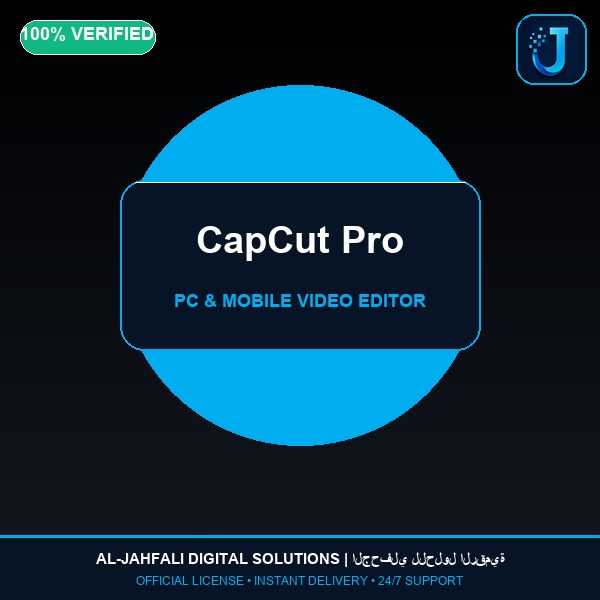 100% VERIFIED
J
CapCut Pro
PC & MOBILE VIDEO EDITOR
AL-JAHFALI DIGITAL SOLUTIONS | الجحفلي للحلول الرقمية
OFFICIAL LICENSE • INSTANT DELIVERY • 24/7 SUPPORT